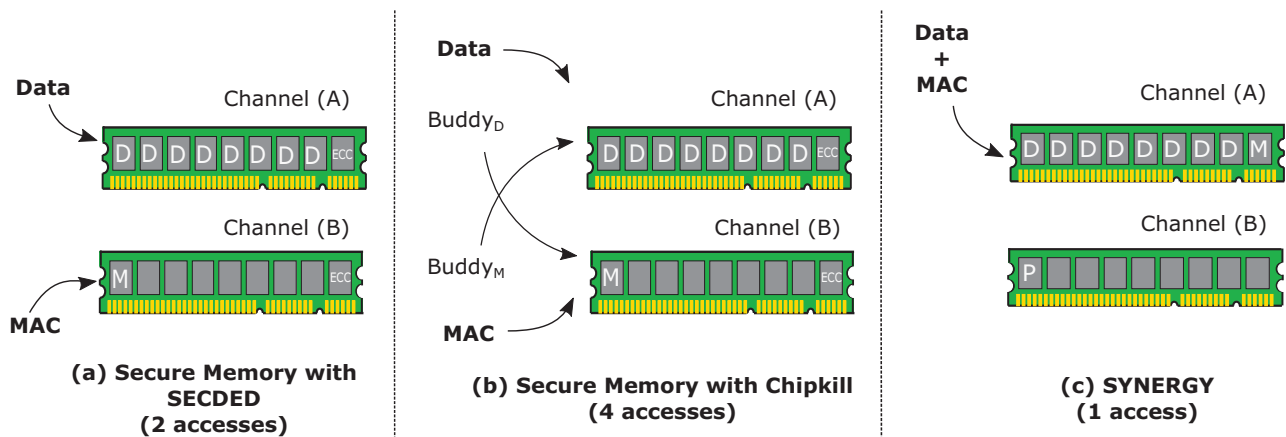 Data
Channel (A)
D D D D D D D D ECC
Channel (B)
M ECC
MAC
(a) Secure Memory with
SECDED
(2 accesses)
Data
Channel (A)
Buddy_D
D D D D D D D D ECC
Channel (B)
Buddy_M
M ECC
MAC
(b) Secure Memory with Chipkill
(4 accesses)
Data
+
MAC
Channel (A)
D D D D D D D D M
Channel (B)
P
(c) SYNERGY
(1 access)